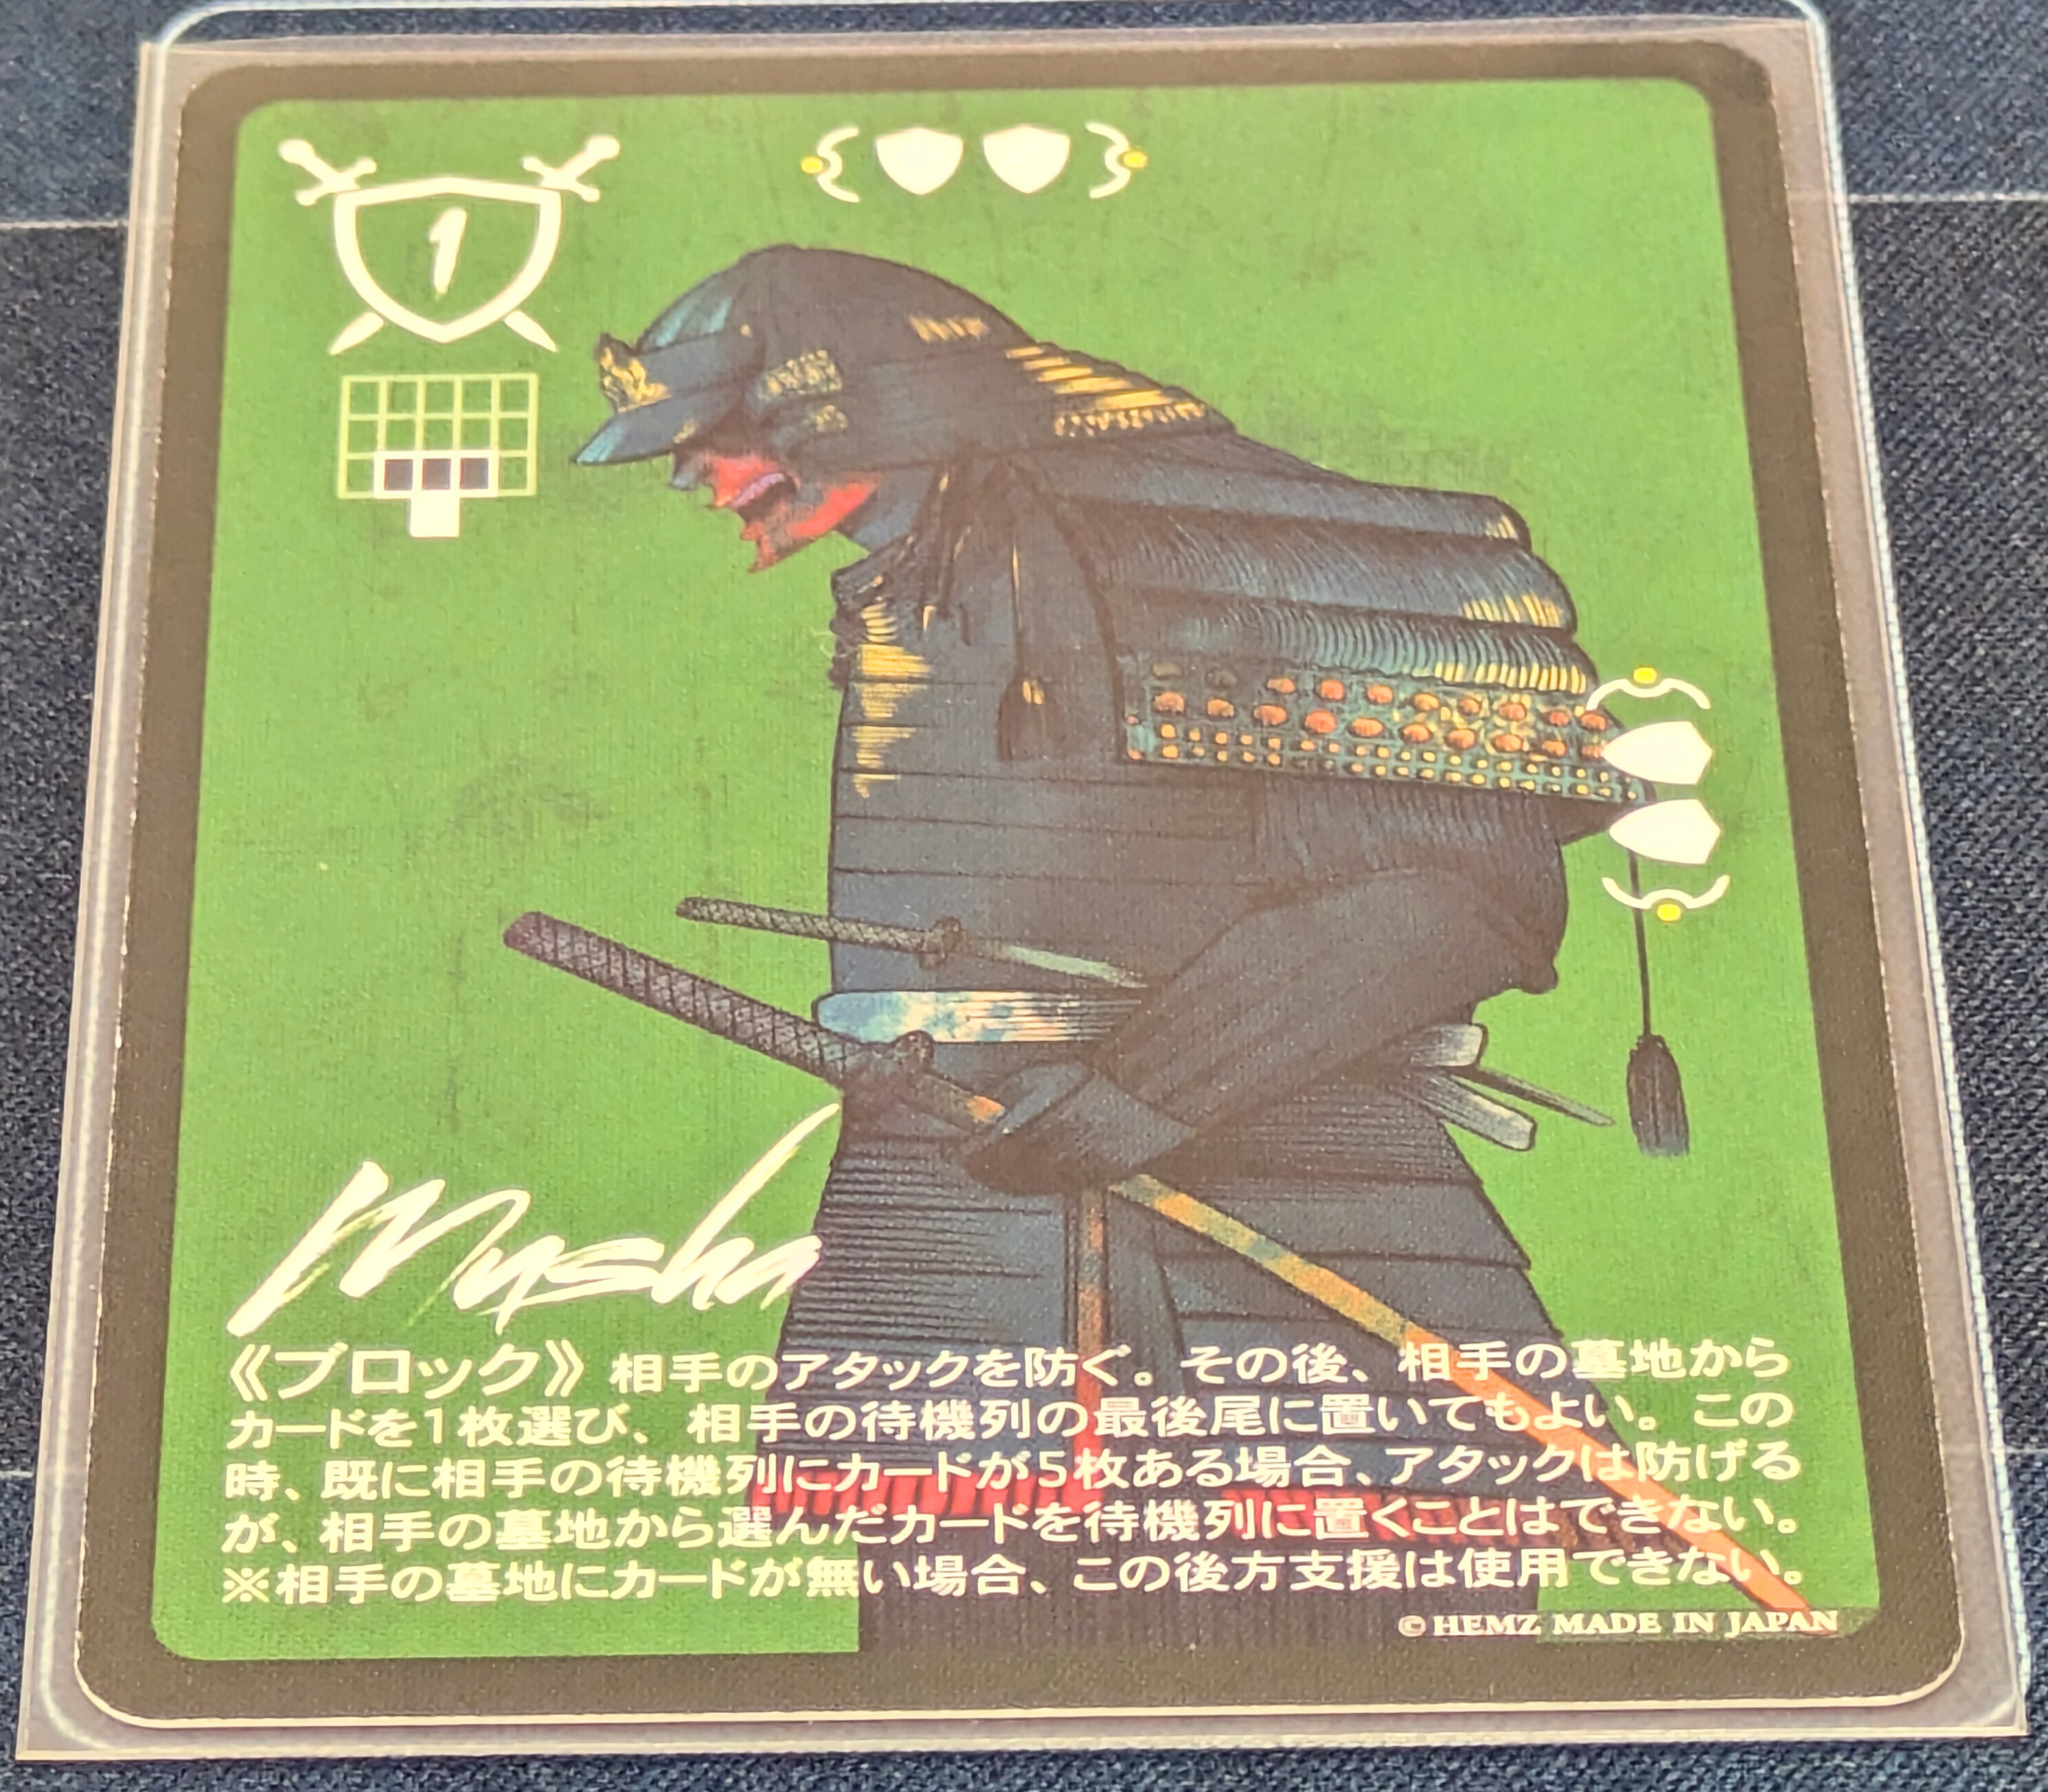 1
Musha
《ブロック》相手のアタックを防ぐ。その後、相手の墓地から
カードを1枚選び、相手の待機列の最後尾に置いてもよい。この
時、既に相手の待機列にカードが5枚ある場合、アタックは防げる
が、相手の墓地から選んだカードを待機列に置くことはできない。
※相手の墓地にカードが無い場合、この後方支援は使用できない。
© HEMZ MADE IN JAPAN